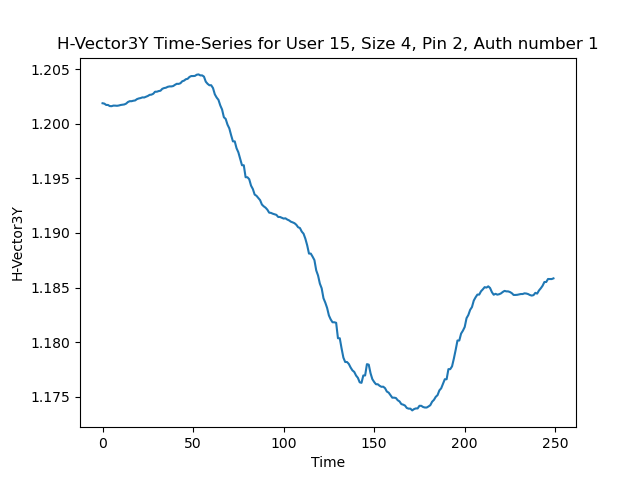 H-Vector3Y Time-Series for User 15, Size 4, Pin 2, Auth number 1
1.205
1.200
1.195
1.190
1.185
1.180
1.175
H-Vector3Y
0 50 100 150 200 250
Time